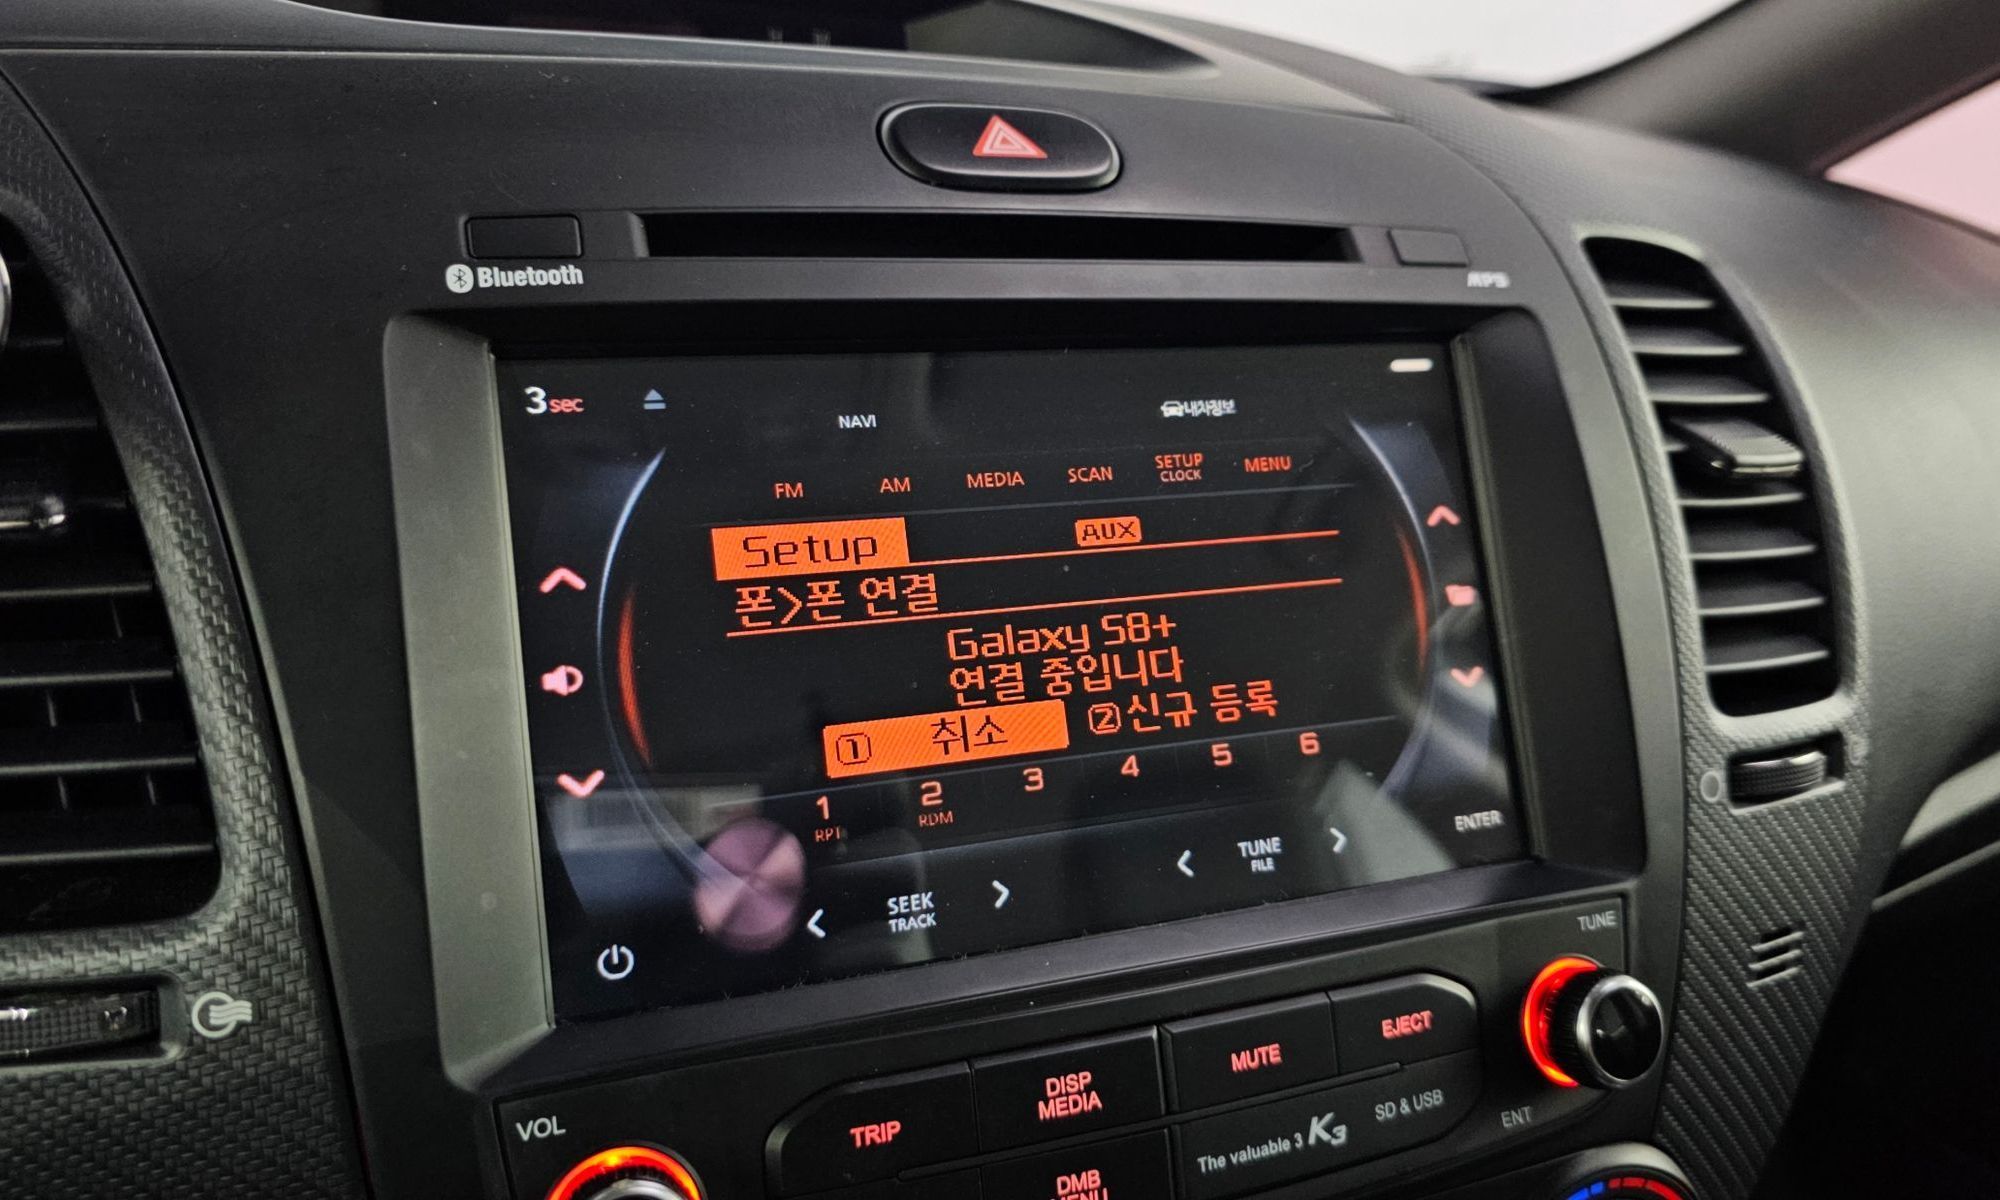 Bluetooth
MP3
3sec
NAVI
내차정보
FM AM MEDIA SCAN SETUP CLOCK MENU
Setup AUX
폰>폰 연결
Galaxy S8+
연결 중입니다
① 취소 ②신규 등록
1 2 3 4 5 6
RPT RDM
SEEK
TRACK
TUNE
FILE
ENTER
TUNE
VOL
TRIP
DISP
MEDIA
MUTE
EJECT
The valuable 3 K3
SD & USB
ENT
DMB
MENU